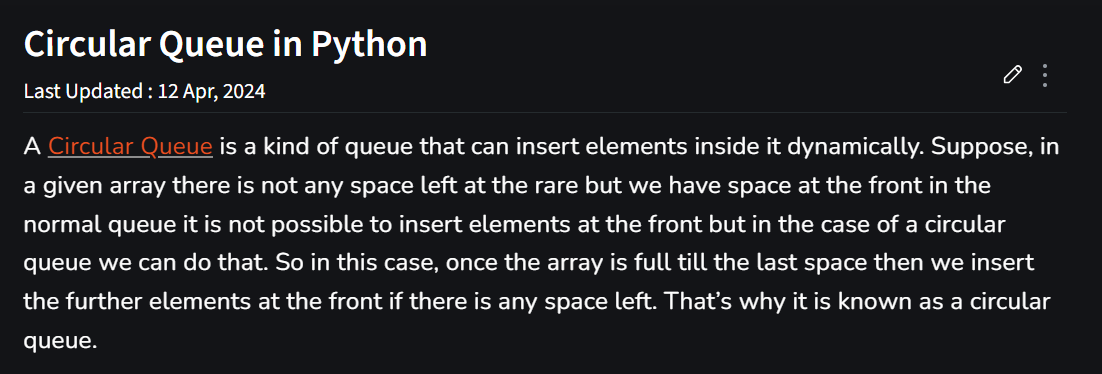 Circular Queue in Python
Last Updated : 12 Apr, 2024
A Circular Queue is a kind of queue that can insert elements inside it dynamically. Suppose, in
a given array there is not any space left at the rare but we have space at the front in the
normal queue it is not possible to insert elements at the front but in the case of a circular
queue we can do that. So in this case, once the array is full till the last space then we insert
the further elements at the front if there is any space left. That’s why it is known as a circular
queue.